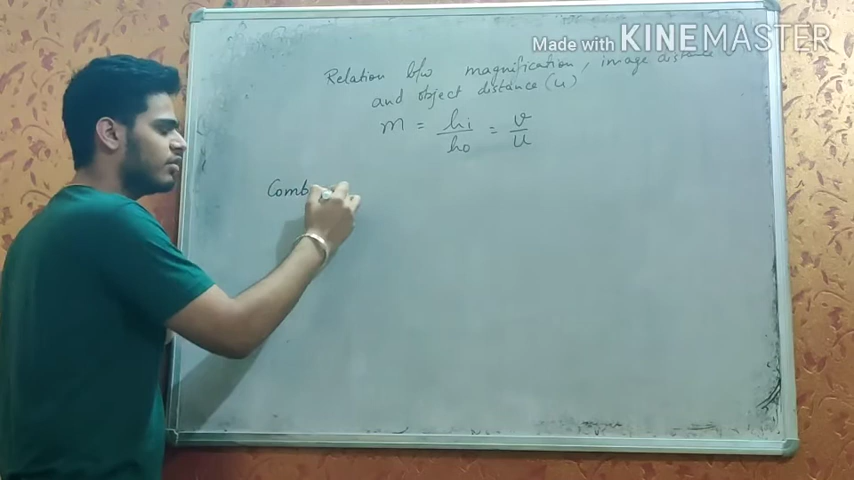 Made with KINEMASTER
Relation b/w magnification, image distance
and object distance (u)
m = hi/ho = v/u
Comb